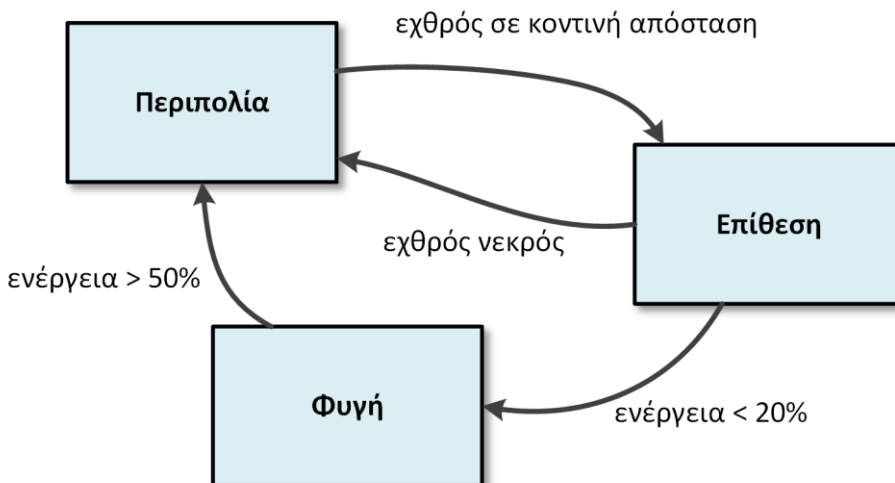 εχθρός σε κοντινή απόσταση
Περιπολία
Επίθεση
εχθρός νεκρός
ενέργεια > 50%
Φυγή
ενέργεια < 20%